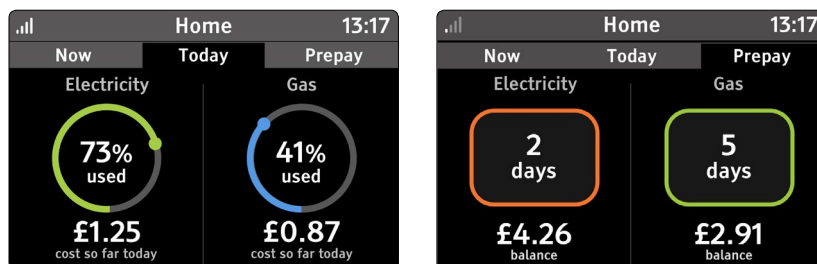 Home 13:17
Now Today Prepay
Electricity Gas
73% 41%
used used
£1.25 £0.87
cost so far today cost so far today
Home 13:17
Now Today Prepay
Electricity Gas
2 5
days days
£4.26 £2.91
balance balance